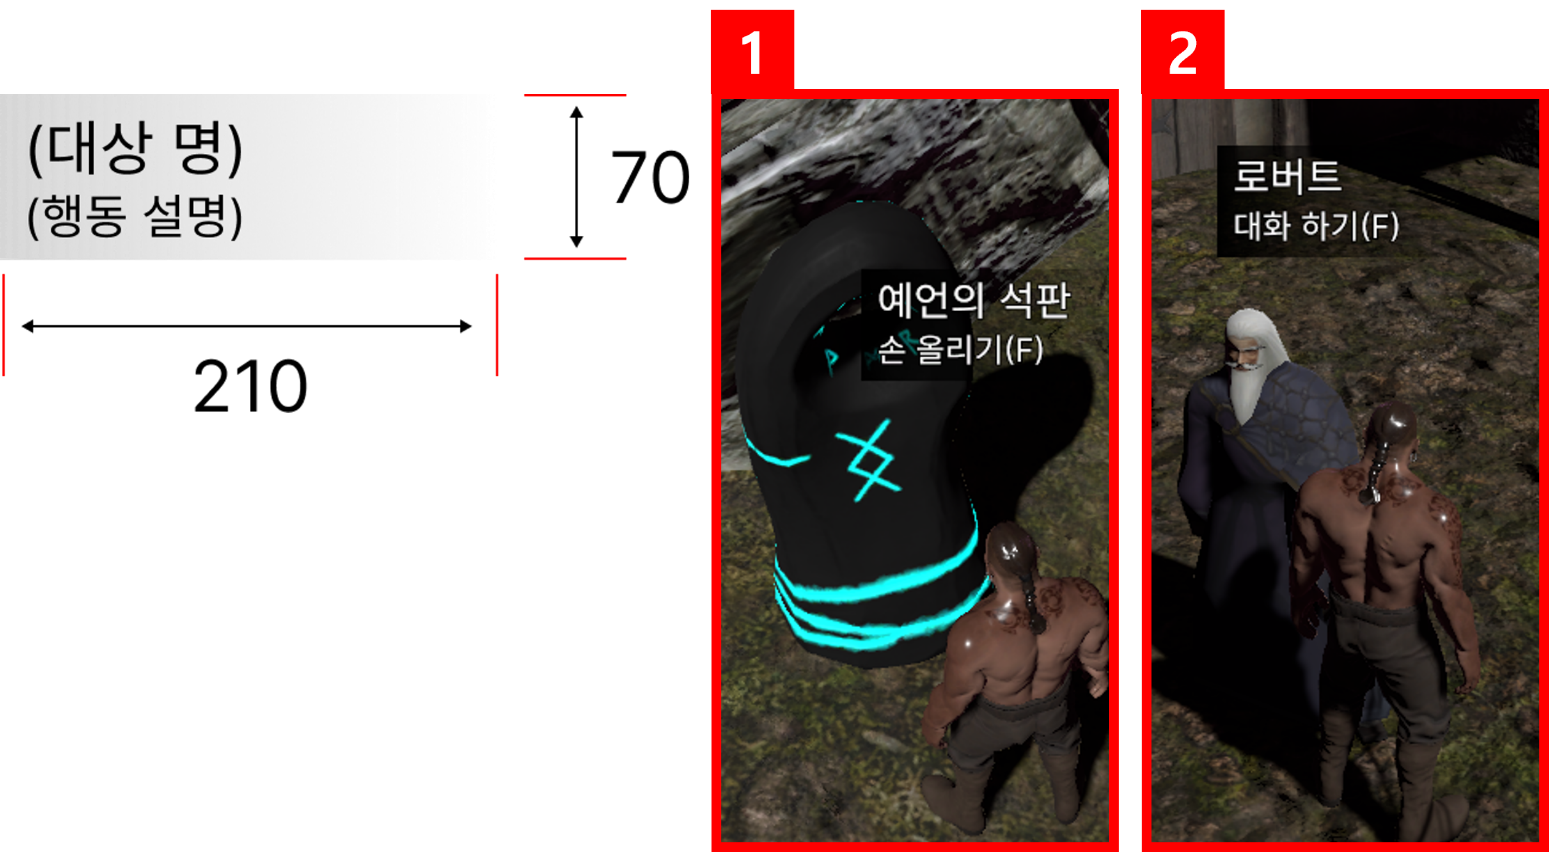 (대상 명)
(행동 설명)
70
210
1
예언의 석판
손 올리기(F)
2
로버트
대화 하기(F)